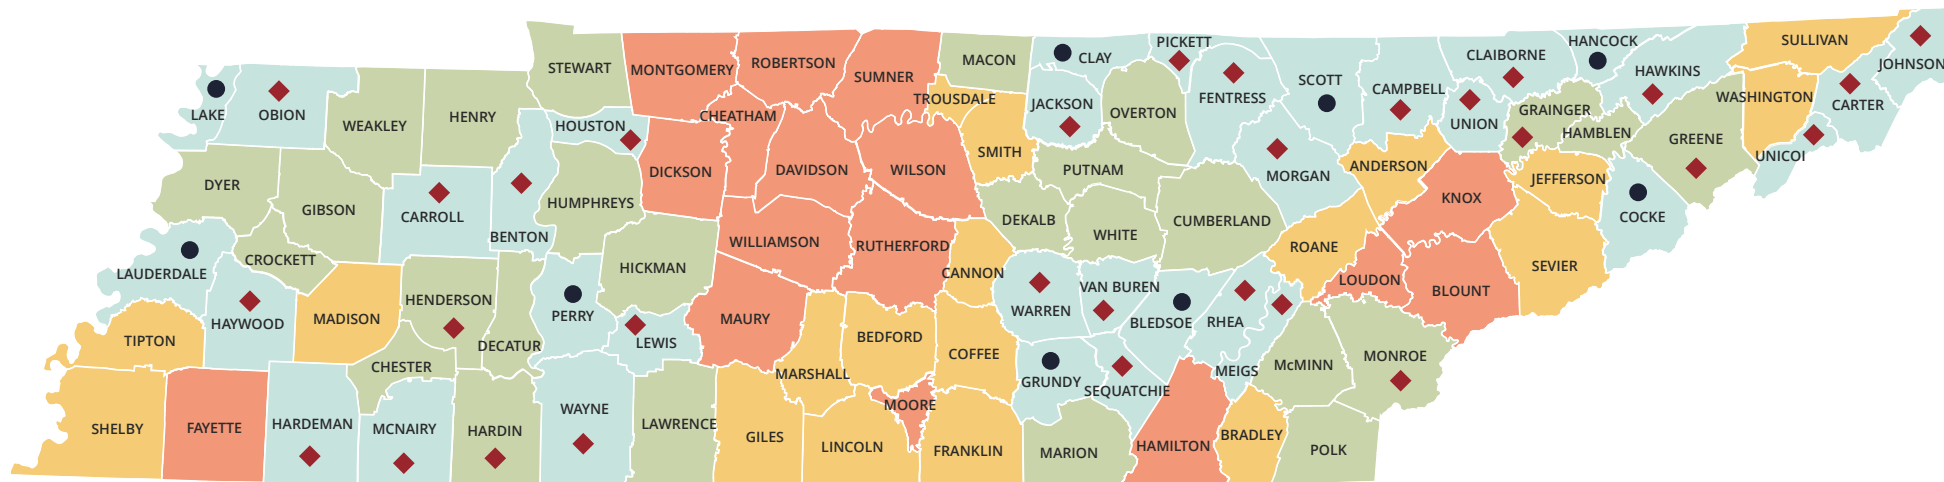 STEWART
MONTGOMERY
ROBERTSON
SUMNER
MACON
CLAY
PICKETT
CLAIBORNE
HANCOCK
SULLIVAN
JOHNSON
LAKE
OBION
WEAKLEY
HENRY
HOUSTON
CHEATHAM
TROUSDALE
JACKSON
OVERTON
FENTRESS
SCOTT
CAMPBELL
UNION
GRAINGER
HAWKINS
HAMBLEN
GREENE
WASHINGTON
CARTER
UNICOI
DYER
GIBSON
CARROLL
BENTON
HUMPHREYS
DICKSON
DAVIDSON
WILSON
SMITH
PUTNAM
DEKALB
WHITE
CUMBERLAND
MORGAN
ANDERSON
KNOX
JEFFERSON
COCKE
LAUDERDALE
CROCKETT
HAYWOOD
MADISON
HENDERSON
DECATUR
PERRY
HICKMAN
LEWIS
WILLIAMSON
RUTHERFORD
MAURY
CANNON
WARREN
VAN BUREN
BLEDSOE
RHEA
ROANE
LOUDON
BLOUNT
SEVIER
TIPTON
CHESTER
MARSHALL
BEDFORD
COFFEE
GRUNDY
SEQUATCHIE
MEIGS
McMINN
MONROE
SHELBY
FAYETTE
HARDEMAN
MCNAIRY
HARDIN
WAYNE
LAWRENCE
GILES
LINCOLN
MOORE
FRANKLIN
MARION
HAMILTON
BRADLEY
POLK